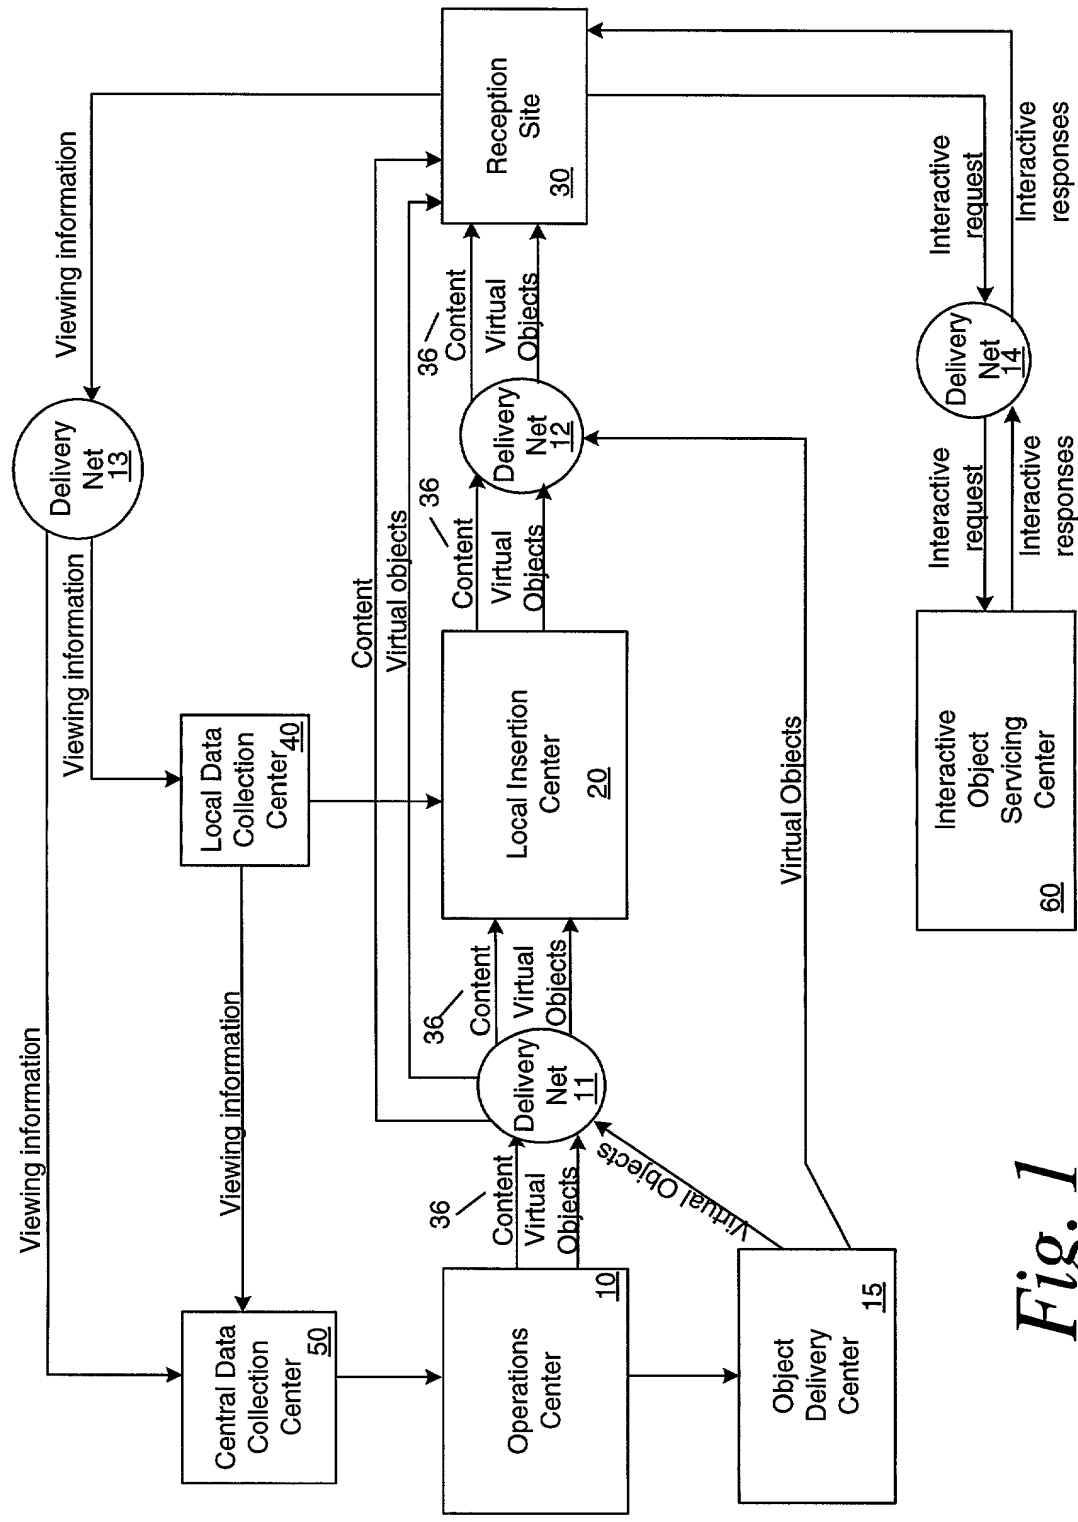 Viewing information
Delivery
Net
13
Viewing information
Viewing information
Central Data
Collection
Center
50
Viewing information
Local Data
Collection
Center
40
Content
Virtual objects
Operations
Center
10
36
Content
Virtual
Objects
Delivery
Net
11
36
Content
Virtual
Objects
Local Insertion
Center
20
36
Content
Virtual
Objects
Delivery
Net
12
36
Content
Virtual
Objects
Reception
Site
30
Object
Delivery
Center
15
Virtual Objects
Virtual Objects
Interactive
Object
Servicing
Center
60
Interactive
request
Interactive
responses
Delivery
Net
14
Interactive
request
Interactive
responses
Fig. 1